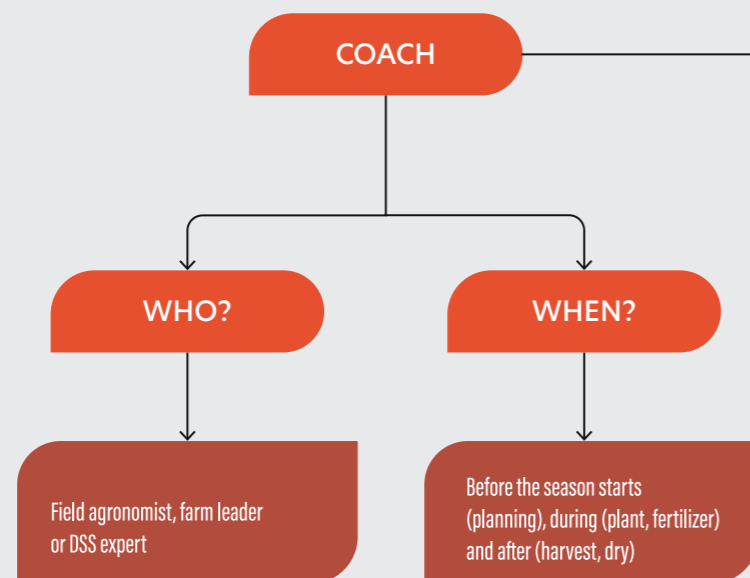 COACH
WHO?
WHEN?
Field agronomist, farm leader
or DSS expert
Before the season starts
(planning), during (plant, fertilizer)
and after (harvest, dry)